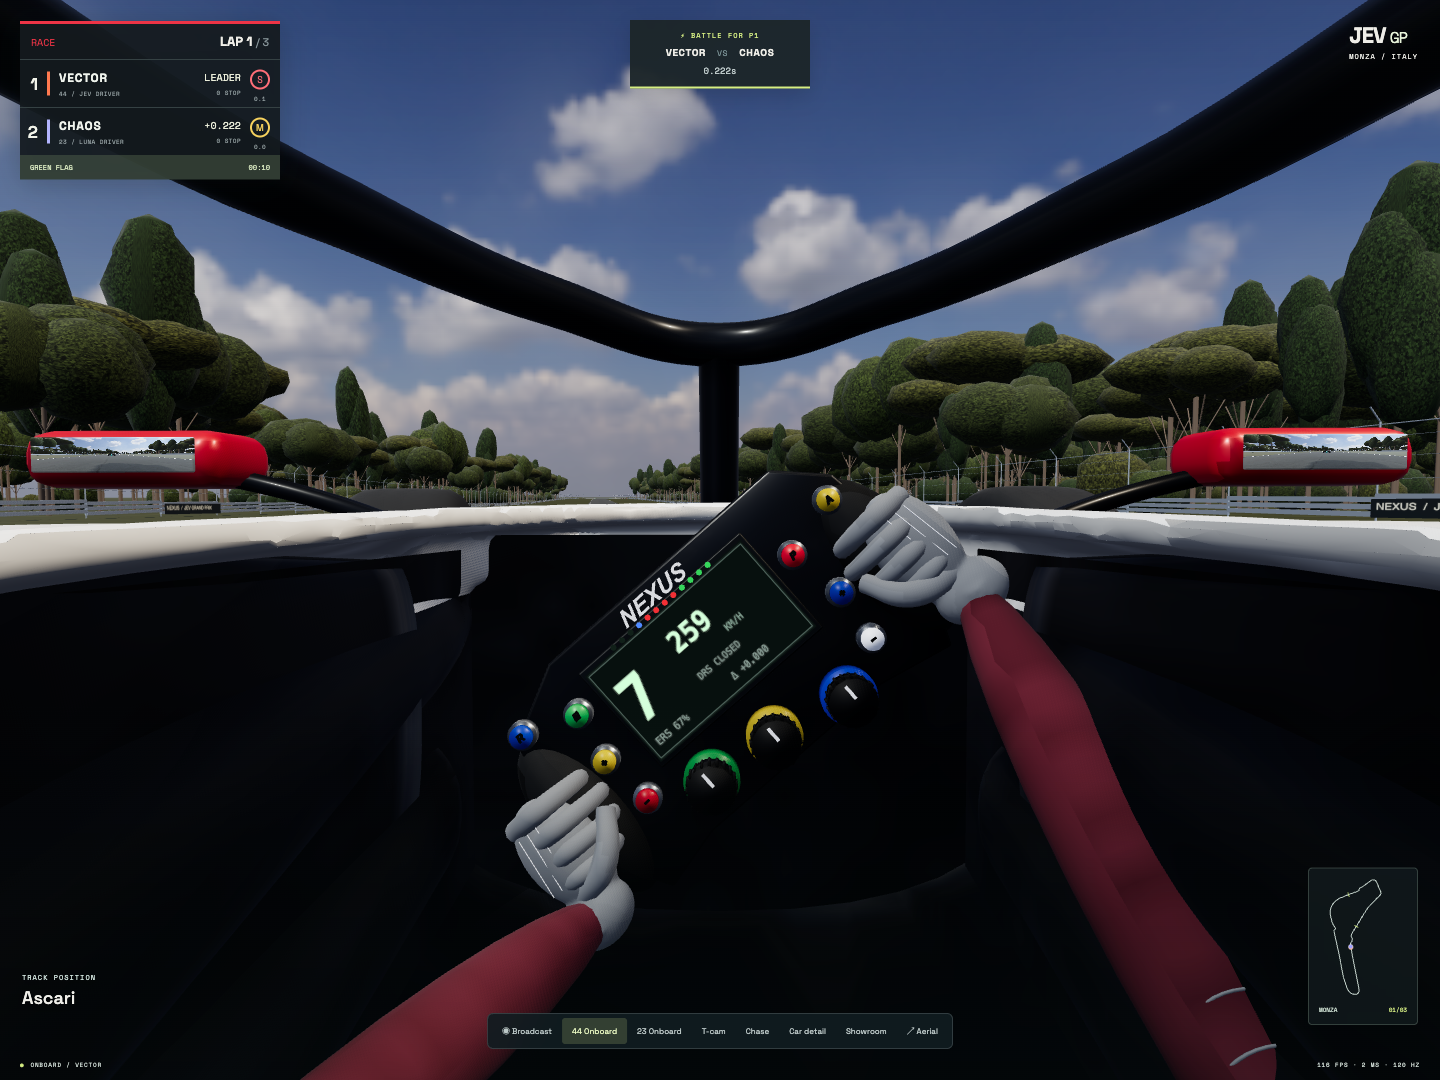 RACE
LAP 1 / 3
1 VECTOR LEADER S
44 / JEV DRIVER 0 STOP 0.1
2 CHAOS +0.222 M
23 / LUNA DRIVER 0 STOP 0.0
GREEN FLAG 00:10
⚡ BATTLE FOR P1
VECTOR VS CHAOS
0.222s
JEV GP
MONZA / ITALY
NEXUS / JEV GRAND PRIX
NEXUS / J
NEXUS
259 KM/H
7
DRS CLOSED
Δ +0.000
ERS 67%
TRACK POSITION
Ascari
MONZA 01/03
Broadcast 44 Onboard 23 Onboard T-cam Chase Car detail Showroom Aerial
ONBOARD / VECTOR
116 FPS · 2 MS · 120 HZ